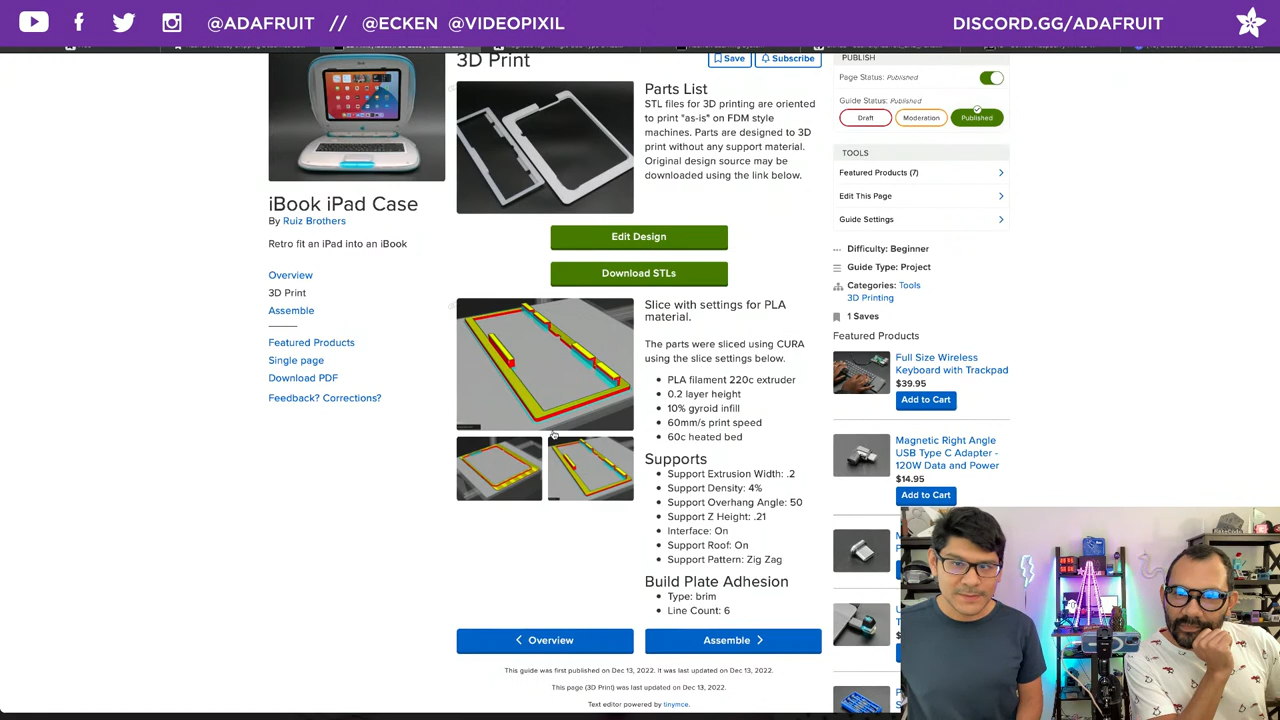 @ADAFRUIT // @ECKEN @VIDEOPIXIL
DISCORD.GG/ADAFRUIT
iBook iPad Case
By Ruiz Brothers
Retro fit an iPad into an iBook
Overview
3D Print
Assemble
Featured Products
Single page
Download PDF
Feedback? Corrections?
3D Print
Save
Subscribe
Parts List
STL files for 3D printing are oriented
to print "as-is" on FDM style
machines. Parts are designed to 3D
print without any support material.
Original design source may be
downloaded using the link below.
Edit Design
Download STLs
Slice with settings for PLA
material.
The parts were sliced using CURA
using the slice settings below.
PLA filament 220c extruder
0.2 layer height
10% gyroid infill
60mm/s print speed
60c heated bed
Supports
Support Extrusion Width: .2
Support Density: 4%
Support Overhang Angle: 50
Support Z Height: .21
Interface: On
Support Roof: On
Support Pattern: Zig Zag
Build Plate Adhesion
Type: brim
Line Count: 6
Overview
Assemble
This guide was first published on Dec 13, 2022. It was last updated on Dec 13, 2022.
This page (3D Print) was last updated on Dec 13, 2022.
Text editor powered by tinymce.
PUBLISH
Page Status: Published
Guide Status: Published
Draft
Moderation
Published
TOOLS
Featured Products (7)
Edit This Page
Guide Settings
Difficulty: Beginner
Guide Type: Project
Categories: Tools
3D Printing
1 Saves
Featured Products
Full Size Wireless
Keyboard with Trackpad
$39.95
Add to Cart
Magnetic Right Angle
USB Type C Adapter -
120W Data and Power
$14.95
Add to Cart